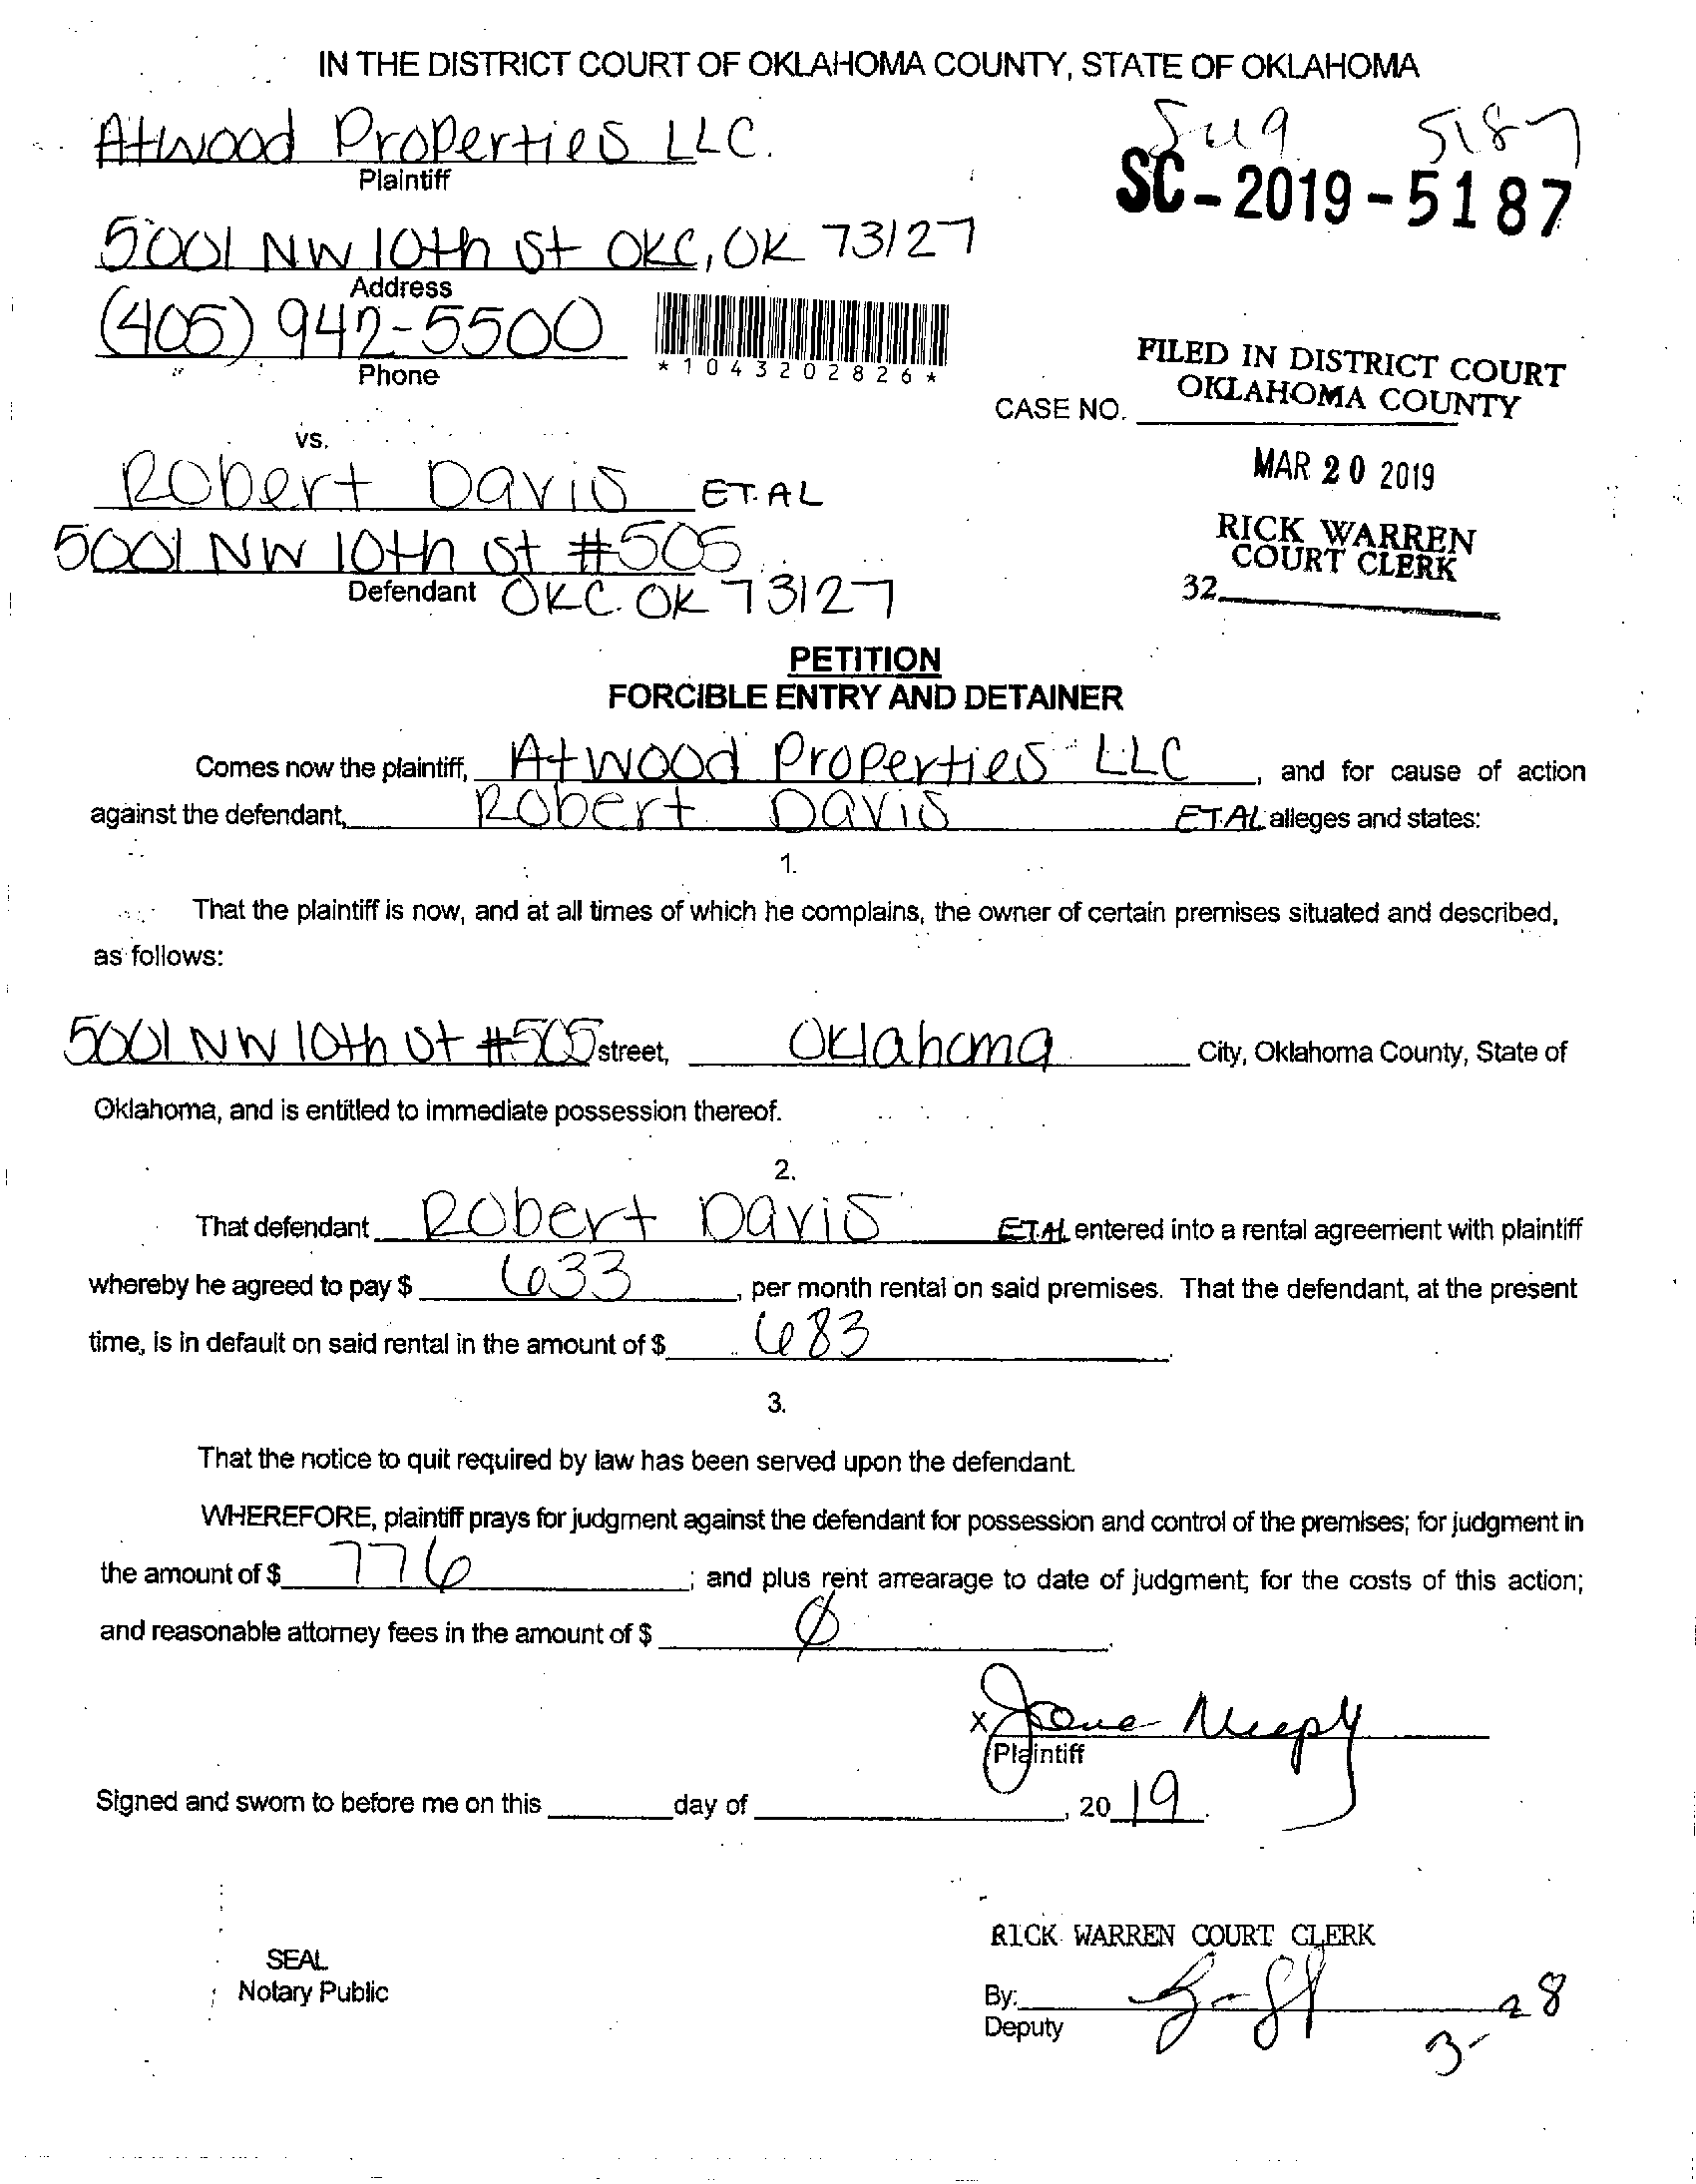 IN THE DISTRICT COURT OF OKLAHOMA COUNTY, STATE OF OKLAHOMA
Atwood Properties LLC.
Plaintiff
5187
SC-2019-5187
5001 NW 10th St OKC, OK 73127
Address
(405) 942-5500
Phone
*1043202826*
FILED IN DISTRICT COURT
OKLAHOMA COUNTY
CASE NO.
vs.
MAR 20 2019
Robert Davis ET.AL
RICK WARREN
COURT CLERK
5001 NW 10th St #505
32
Defendant OKC. OK 73127
PETITION
FORCIBLE ENTRY AND DETAINER
Comes now the plaintiff, Atwood Properties LLC, and for cause of action
against the defendant, Robert Davis ET.AL alleges and states:
1.
That the plaintiff is now, and at all times of which he complains, the owner of certain premises situated and described,
as follows:
5001 NW 10th St #505 street, Oklahoma City, Oklahoma County, State of
Oklahoma, and is entitled to immediate possession thereof.
2.
That defendant Robert Davis ET.AL entered into a rental agreement with plaintiff
whereby he agreed to pay $ 633, per month rental on said premises. That the defendant, at the present
time, is in default on said rental in the amount of $ 683.
3.
That the notice to quit required by law has been served upon the defendant.
WHEREFORE, plaintiff prays for judgment against the defendant for possession and control of the premises; for judgment in
the amount of $ 776; and plus rent arrearage to date of judgment; for the costs of this action;
and reasonable attorney fees in the amount of $ Ø.
X
Plaintiff
Signed and sworn to before me on this day of , 2019.
RICK WARREN COURT CLERK
SEAL
Notary Public
By:
Deputy
3-28